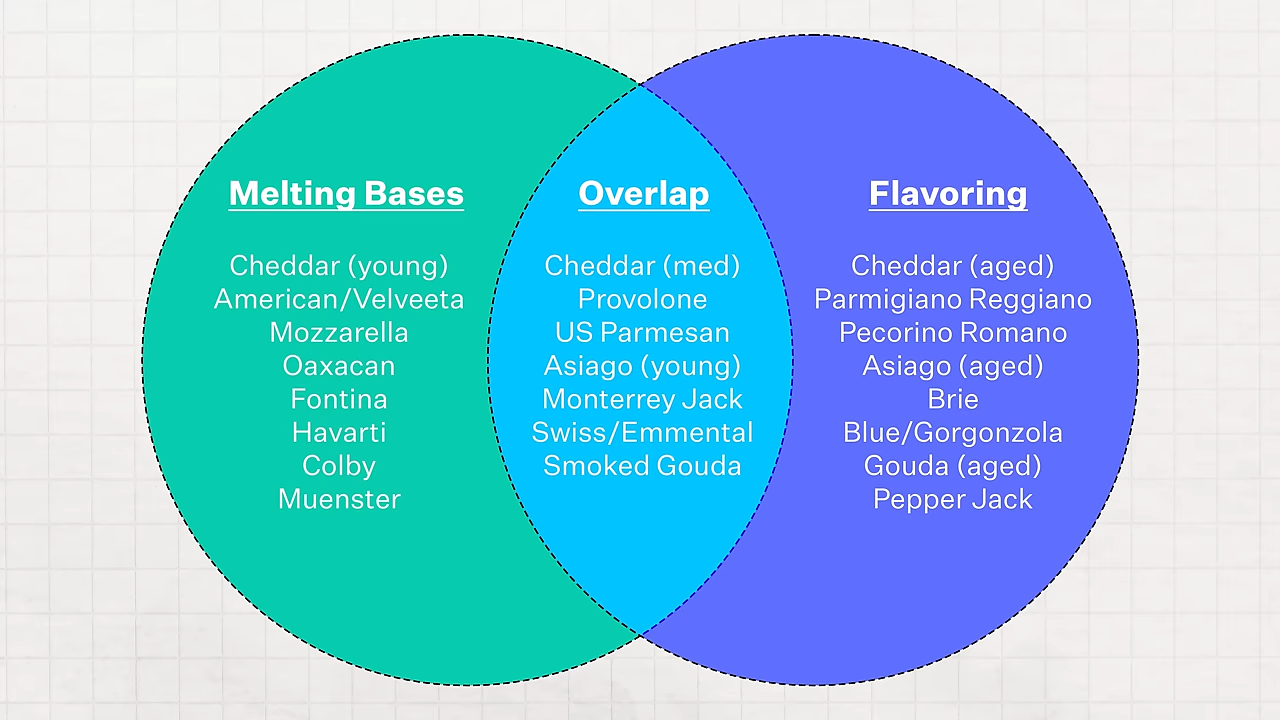 Melting Bases
Cheddar (young)
American/Velveeta
Mozzarella
Oaxacan
Fontina
Havarti
Colby
Muenster
Overlap
Cheddar (med)
Provolone
US Parmesan
Asiago (young)
Monterrey Jack
Swiss/Emmental
Smoked Gouda
Flavoring
Cheddar (aged)
Parmigiano Reggiano
Pecorino Romano
Asiago (aged)
Brie
Blue/Gorgonzola
Gouda (aged)
Pepper Jack